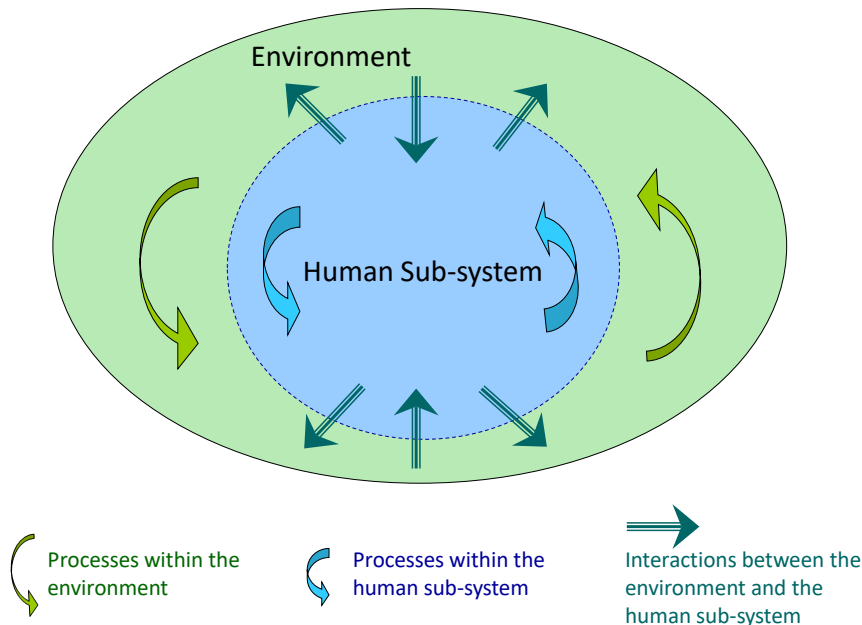 Environment
Human Sub-system
Processes within the
environment
Processes within the
human sub-system
Interactions between the
environment and the
human sub-system